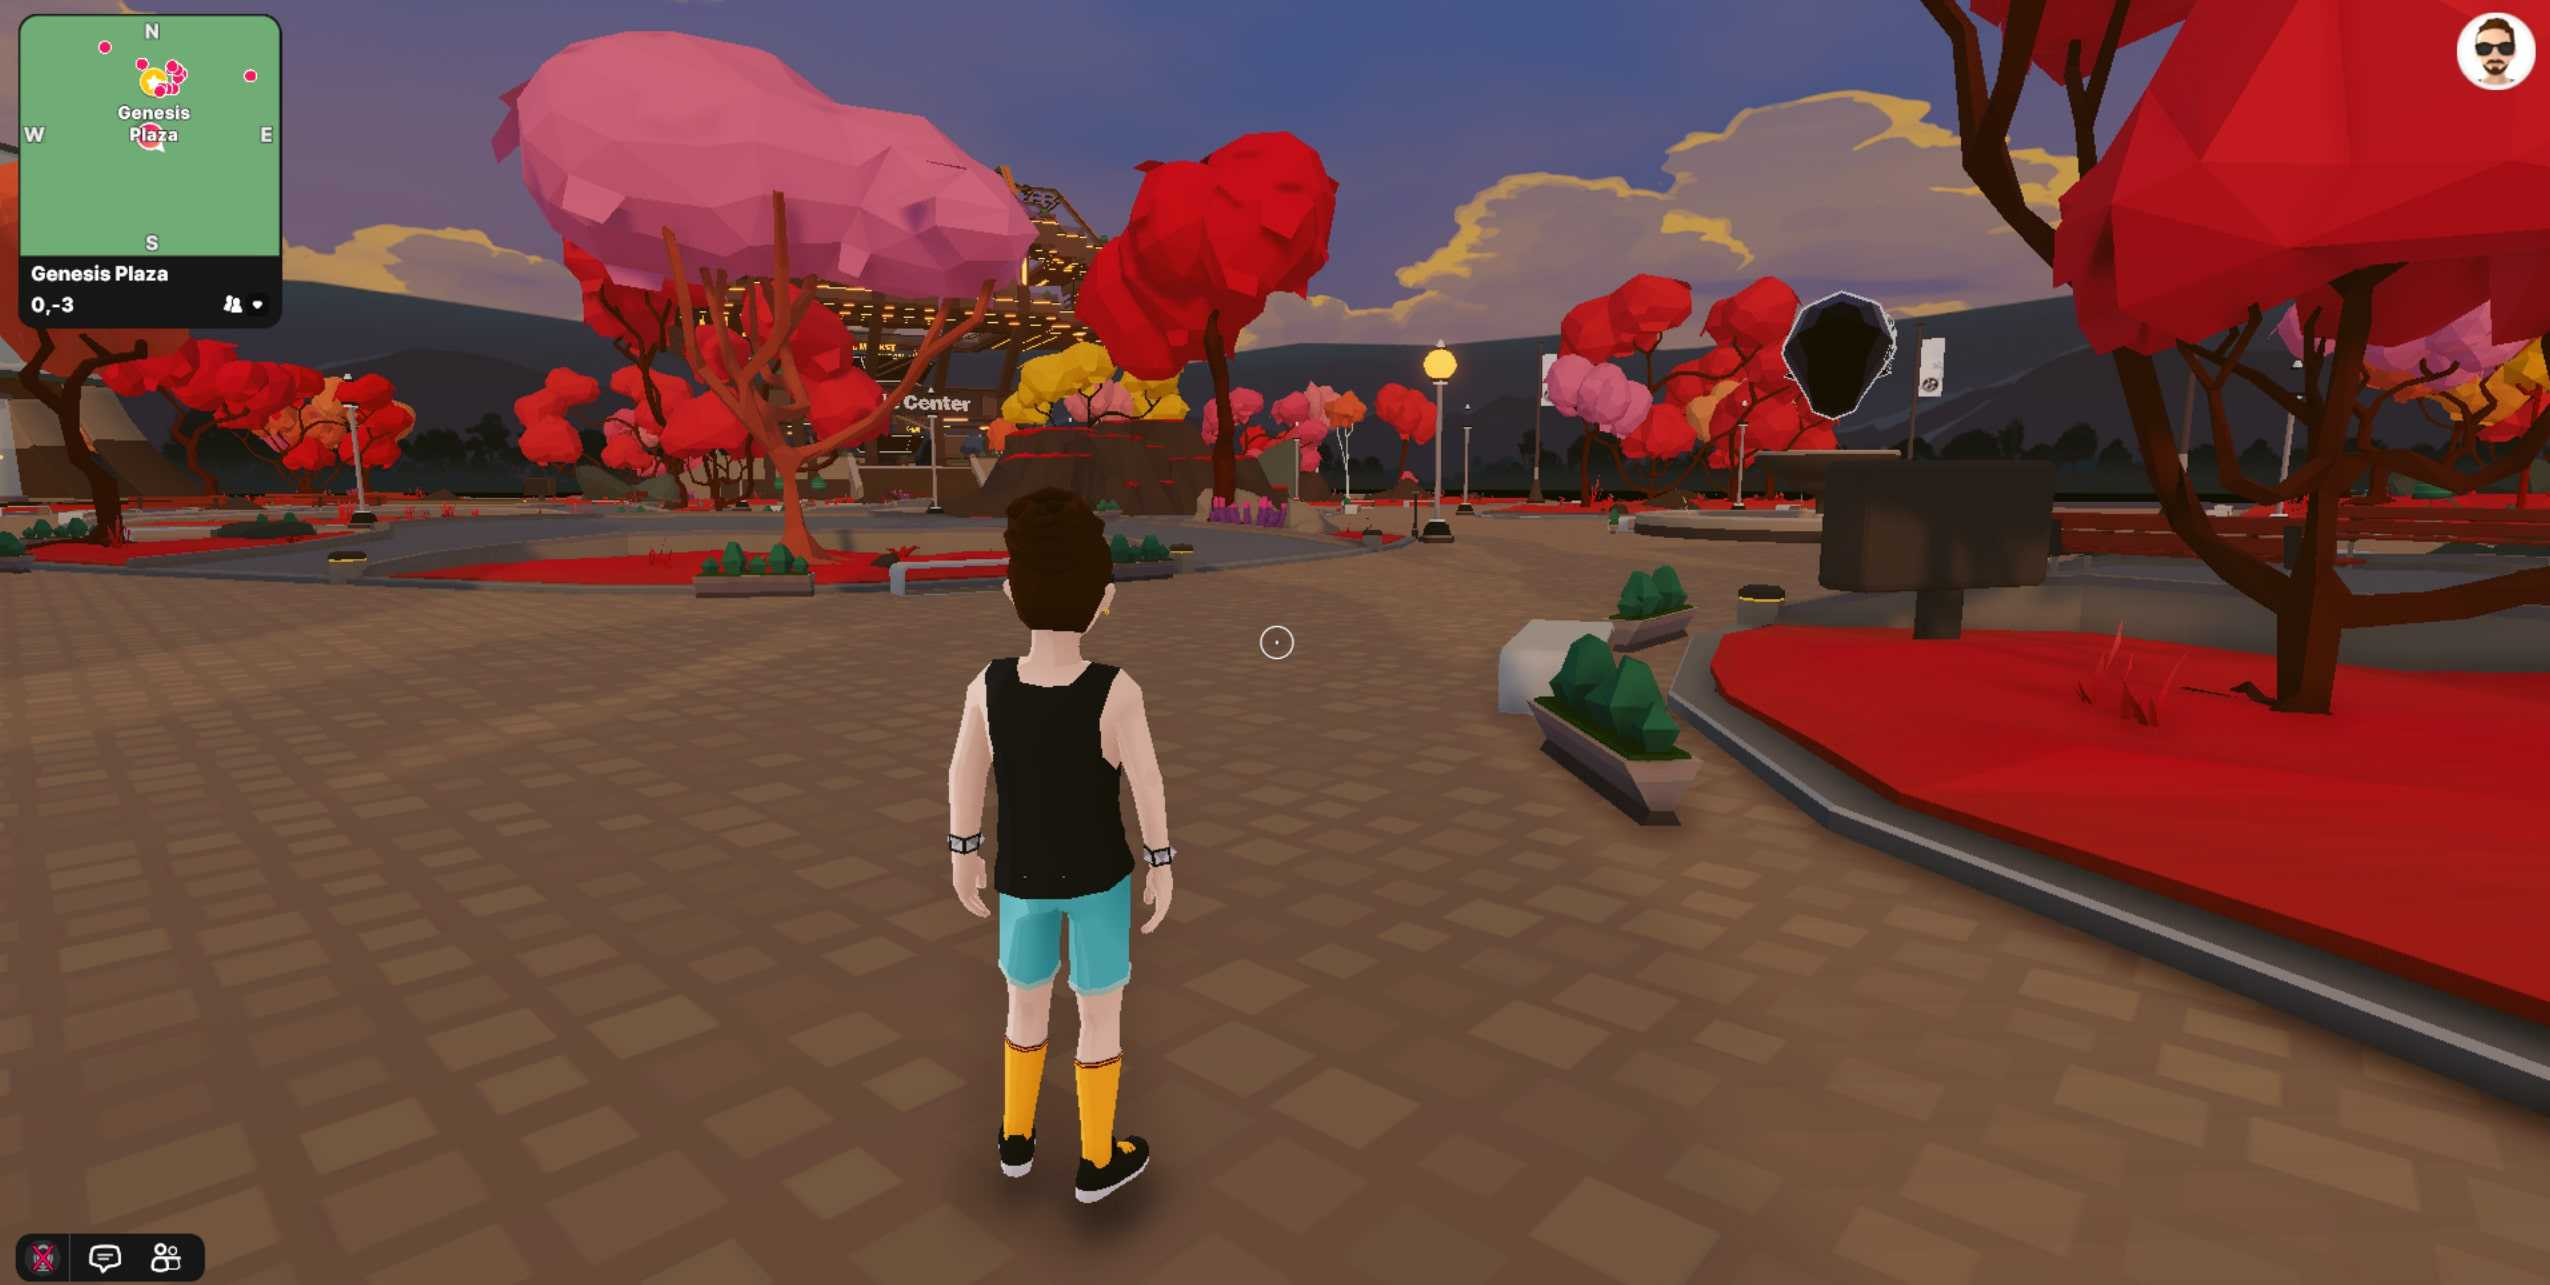 N
Genesis
Plaza
W
E
S
Genesis Plaza
0,-3
Center